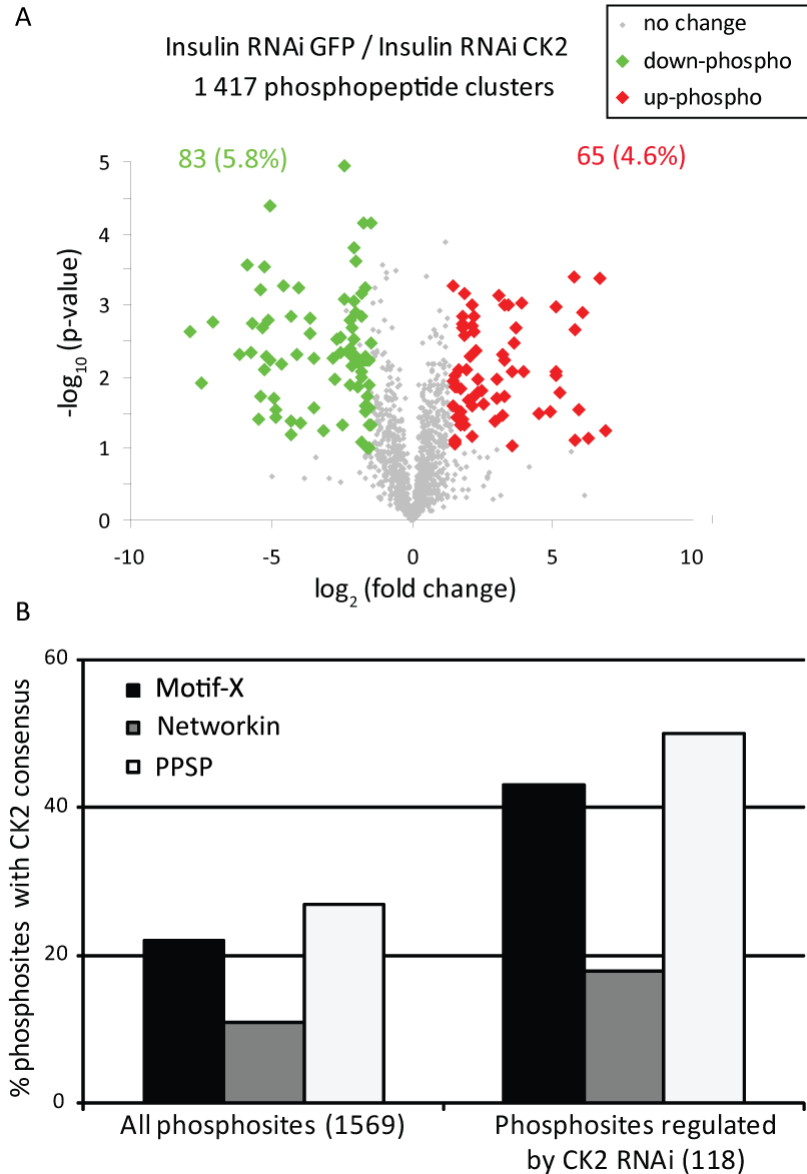 A
Insulin RNAi GFP / Insulin RNAi CK2
1 417 phosphopeptide clusters
no change
down-phospho
up-phospho
83 (5.8%)
65 (4.6%)
5
4
3
2
1
0
-log10 (p-value)
-10
-5
0
5
10
log2 (fold change)
B
60
40
20
0
% phosphosites with CK2 consensus
Motif-X
Networkin
PPSP
All phosphosites (1569)
Phosphosites regulated
by CK2 RNAi (118)